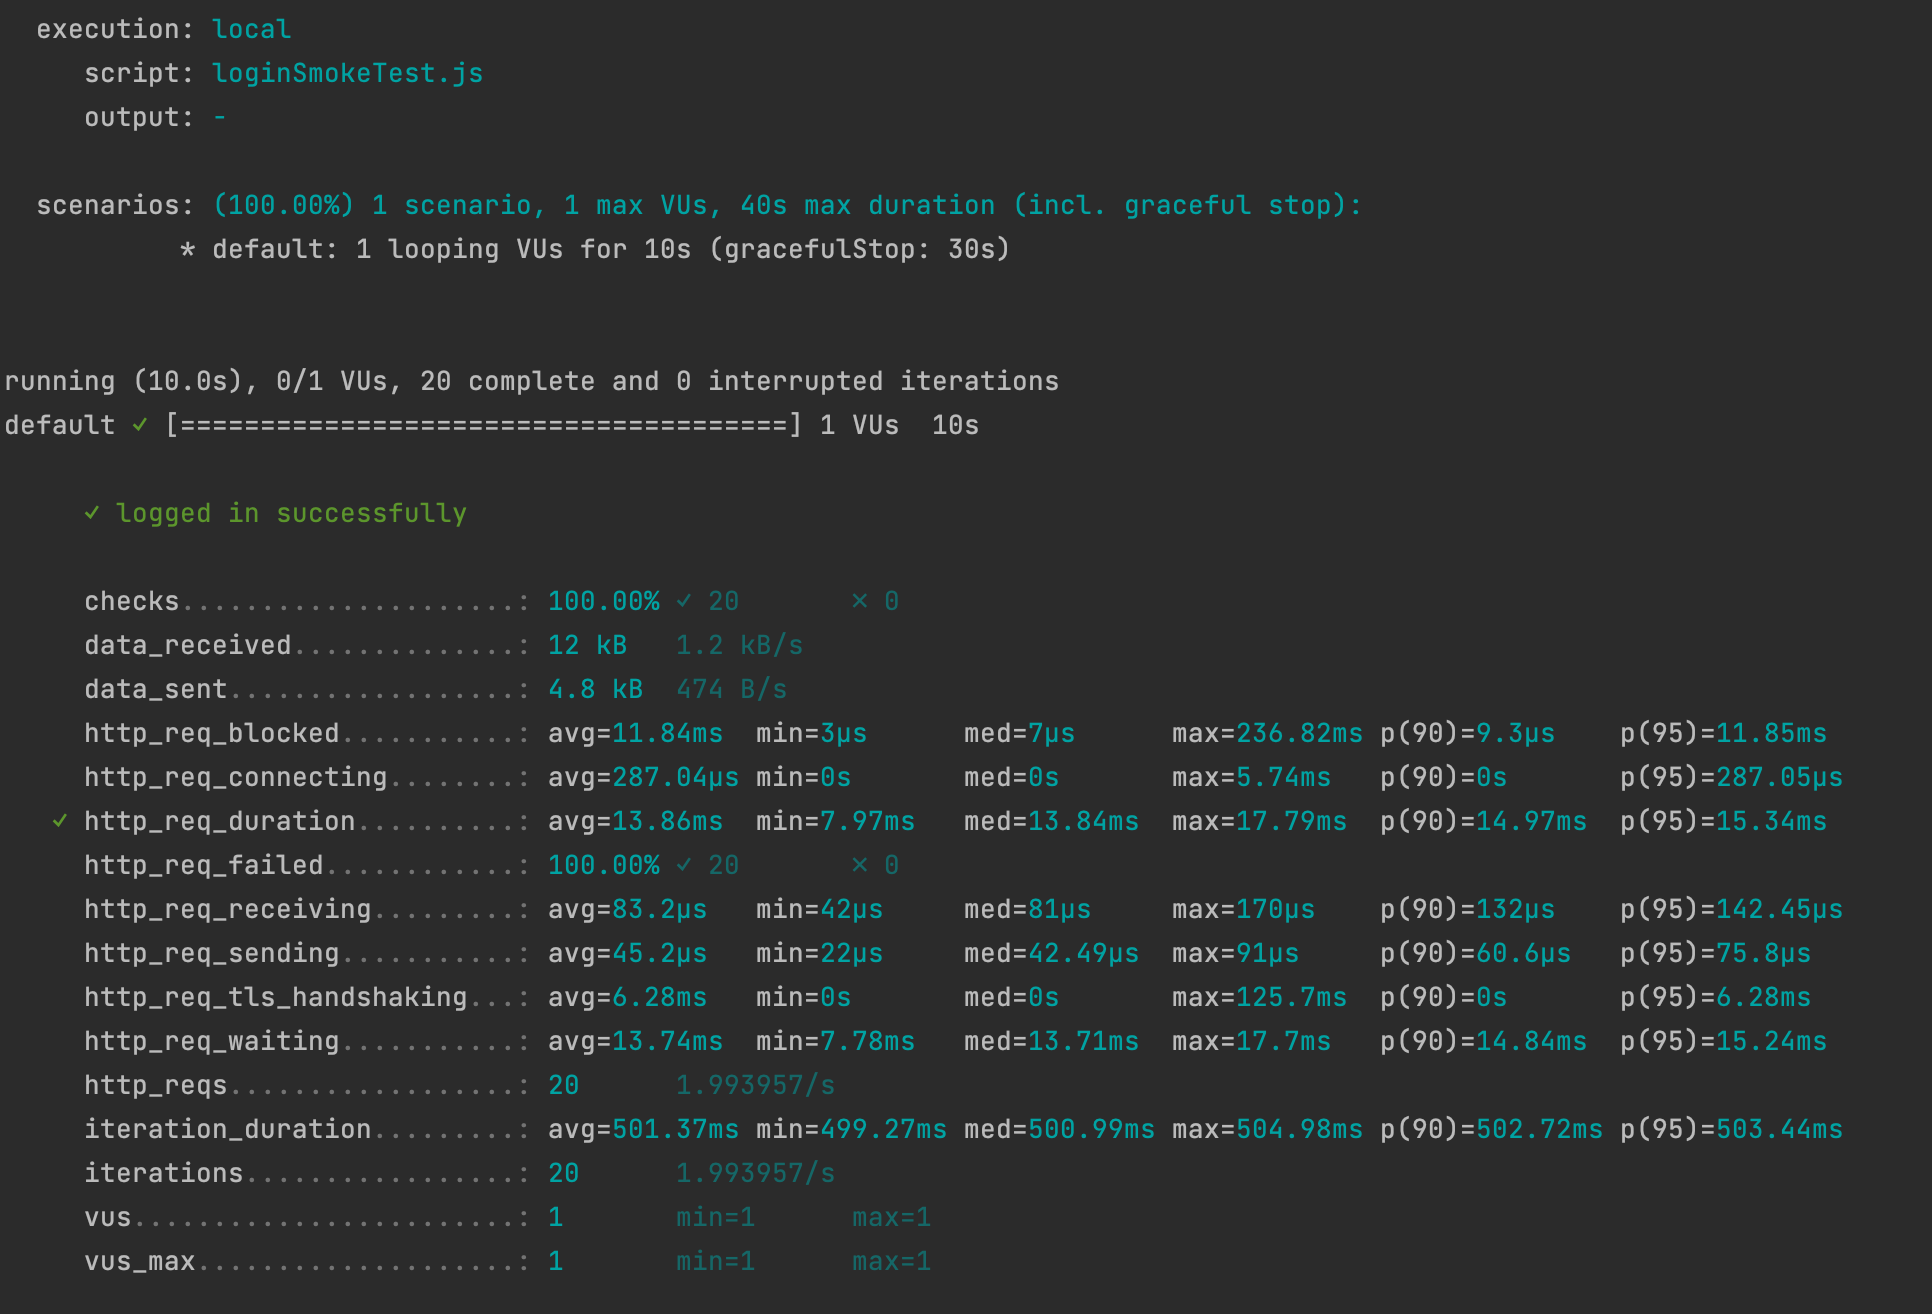 execution: local
script: loginSmokeTest.js
output: -
scenarios: (100.00%) 1 scenario, 1 max VUs, 40s max duration (incl. graceful stop):
* default: 1 looping VUs for 10s (gracefulStop: 30s)
running (10.0s), 0/1 VUs, 20 complete and 0 interrupted iterations
default ✓ [======================================] 1 VUs  10s
✓ logged in successfully
checks.....................: 100.00% ✓ 20       ✗ 0
data_received..............: 12 kB   1.2 kB/s
data_sent..................: 4.8 kB  474 B/s
http_req_blocked...........: avg=11.84ms  min=3µs      med=7µs      max=236.82ms p(90)=9.3µs    p(95)=11.85ms
http_req_connecting........: avg=287.04µs min=0s       med=0s       max=5.74ms   p(90)=0s       p(95)=287.05µs
✓ http_req_duration..........: avg=13.86ms  min=7.97ms   med=13.84ms  max=17.79ms  p(90)=14.97ms  p(95)=15.34ms
http_req_failed............: 100.00% ✓ 20       ✗ 0
http_req_receiving.........: avg=83.2µs   min=42µs     med=81µs     max=170µs    p(90)=132µs    p(95)=142.45µs
http_req_sending...........: avg=45.2µs   min=22µs     med=42.49µs  max=91µs     p(90)=60.6µs   p(95)=75.8µs
http_req_tls_handshaking...: avg=6.28ms   min=0s       med=0s       max=125.7ms  p(90)=0s       p(95)=6.28ms
http_req_waiting...........: avg=13.74ms  min=7.78ms   med=13.71ms  max=17.7ms   p(90)=14.84ms  p(95)=15.24ms
http_reqs..................: 20      1.993957/s
iteration_duration.........: avg=501.37ms min=499.27ms med=500.99ms max=504.98ms p(90)=502.72ms p(95)=503.44ms
iterations.................: 20      1.993957/s
vus........................: 1       min=1      max=1
vus_max....................: 1       min=1      max=1